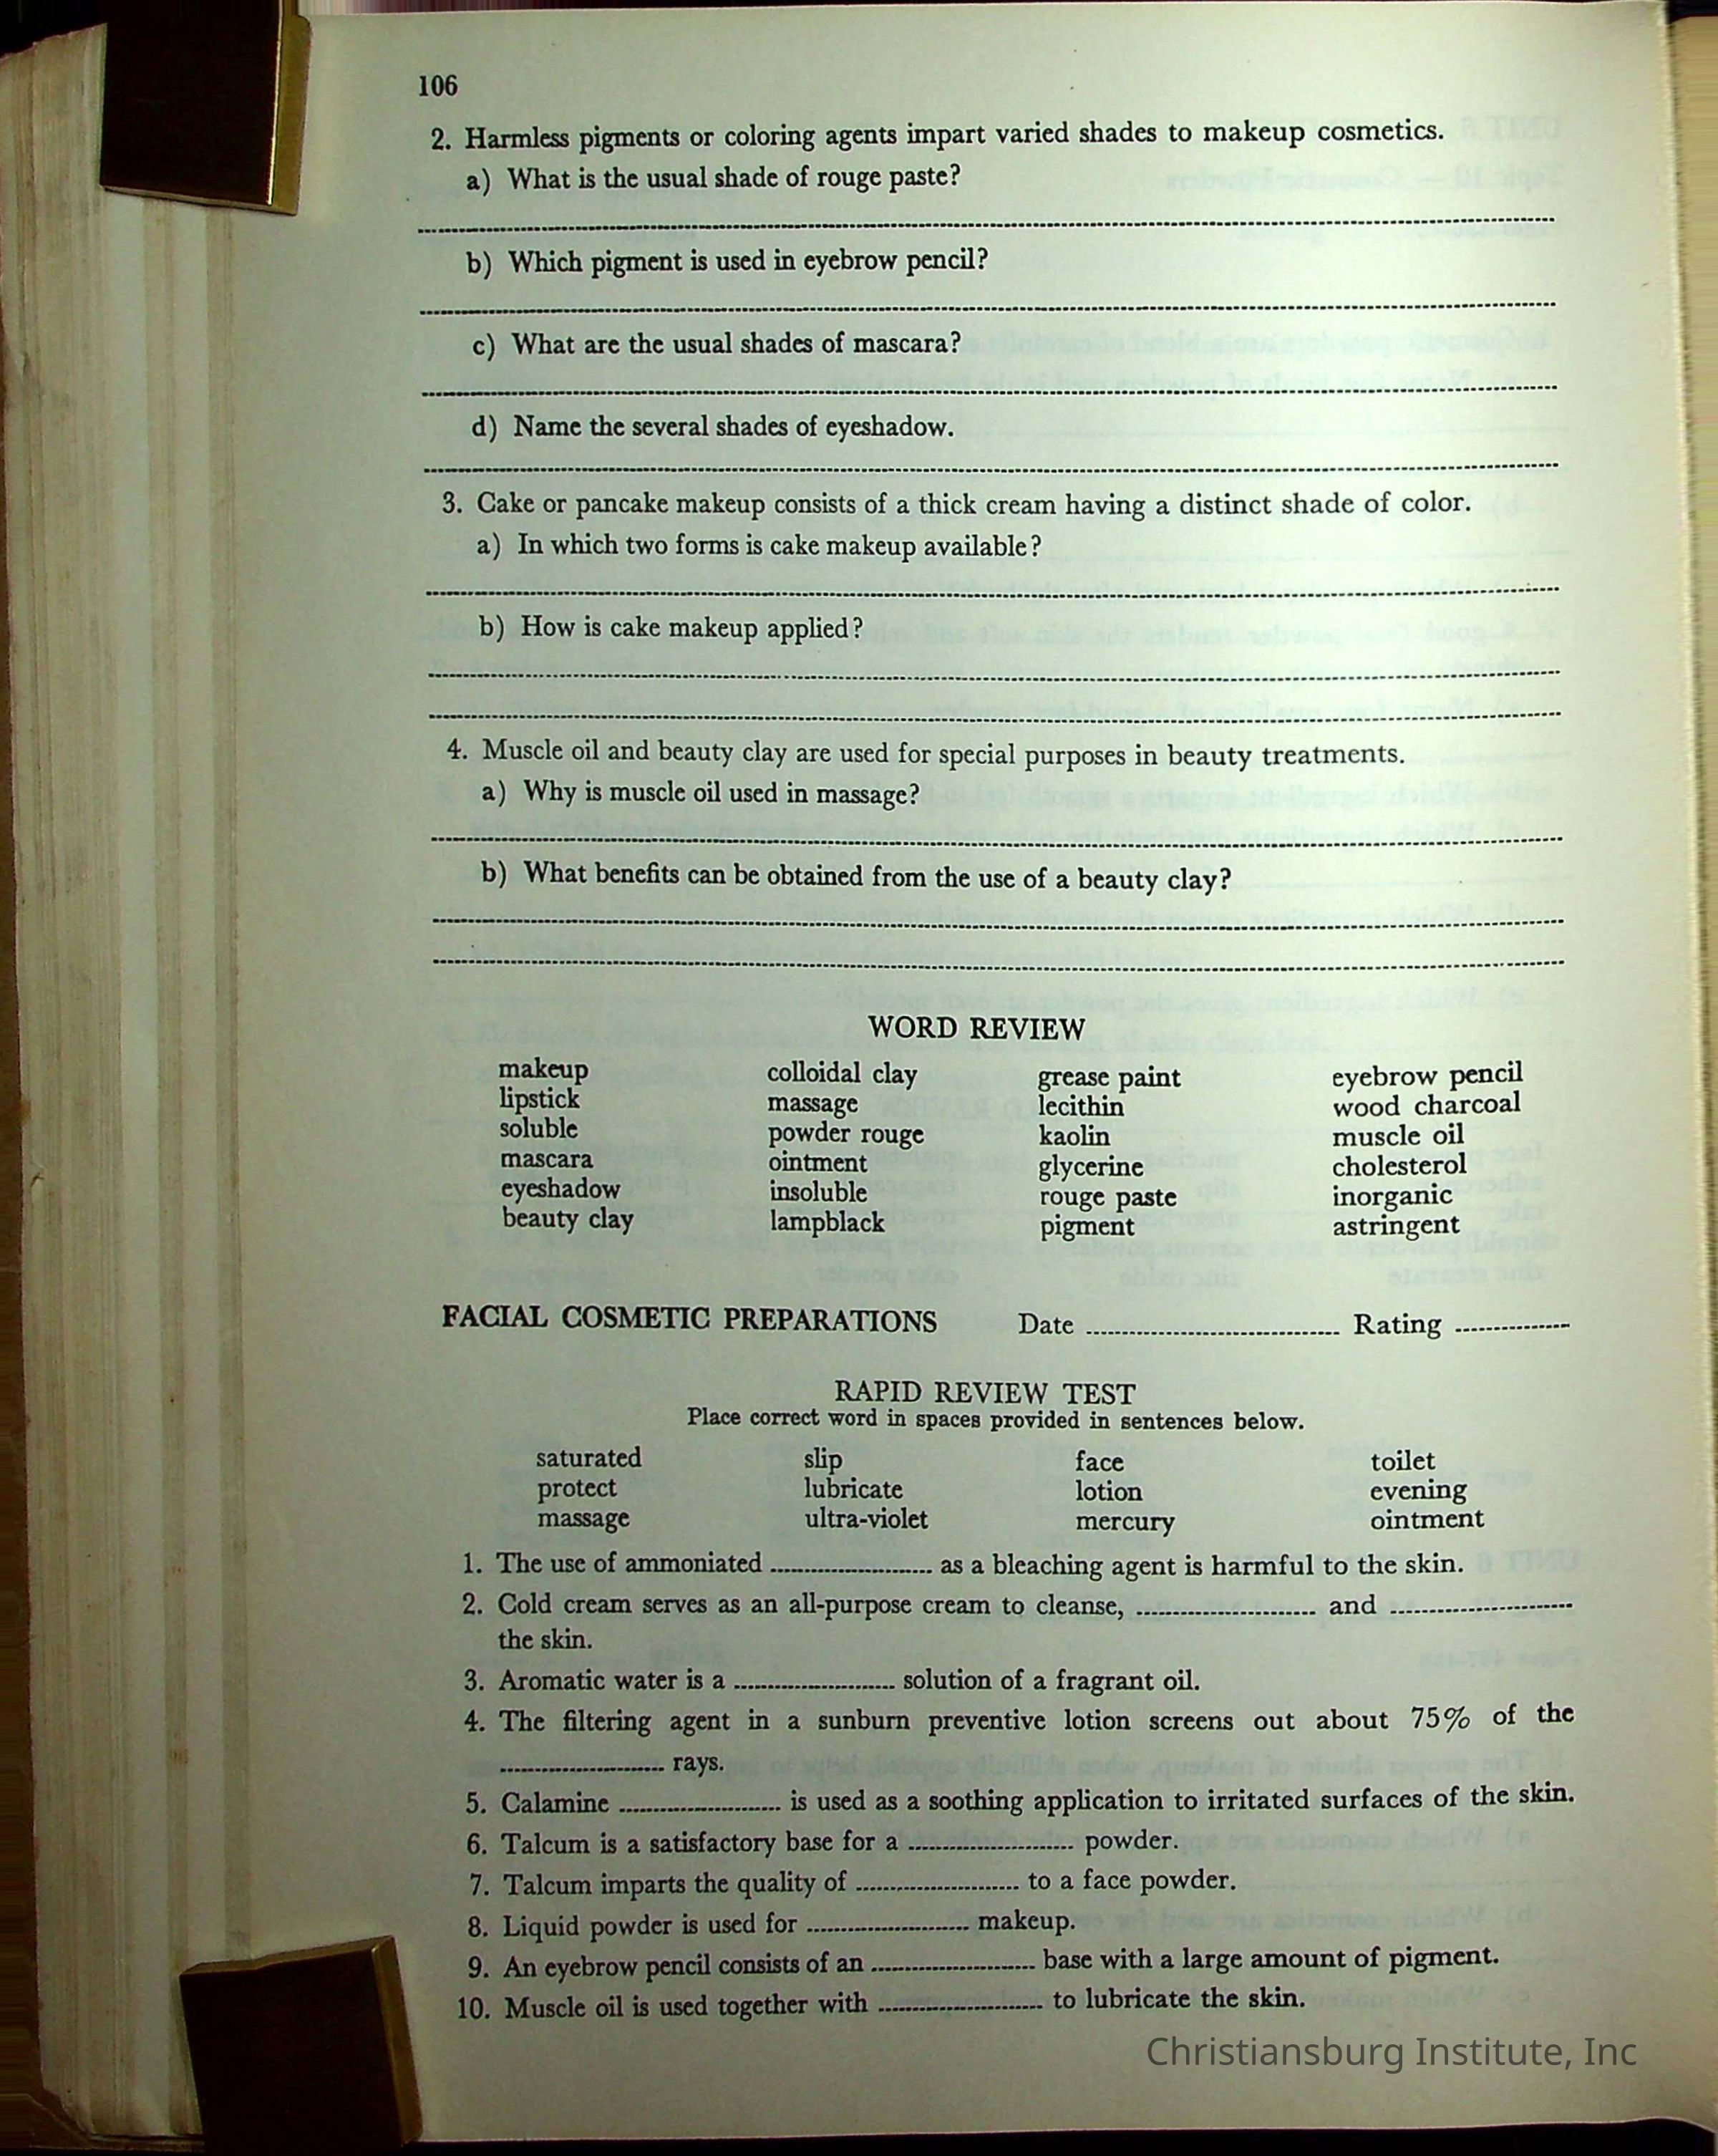 106
2. Harmless pigments or coloring agents impart varied shades to makeup cosmetics.
a) What is the usual shade of rouge paste?
b) Which pigment is used in eyebrow pencil?
c) What are the usual shades of mascara?
d) Name the several shades of eyeshadow.
3. Cake or pancake makeup consists of a thick cream having a distinct shade of color.
a) In which two forms is cake makeup available?
b) How is cake makeup applied?
4. Muscle oil and beauty clay are used for special purposes in beauty treatments.
a) Why is muscle oil used in massage?
b) What benefits can be obtained from the use of a beauty clay?
WORD REVIEW
makeup colloidal clay grease paint eyebrow pencil
lipstick massage lecithin wood charcoal
soluble powder rouge kaolin muscle oil
mascara ointment glycerine cholesterol
eyeshadow insoluble rouge paste inorganic
beauty clay lampblack pigment astringent
FACIAL COSMETIC PREPARATIONS Date ........ Rating ........
RAPID REVIEW TEST
Place correct word in spaces provided in sentences below.
saturated slip face toilet
protect lubricate lotion evening
massage ultra-violet mercury ointment
1. The use of ammoniated ........ as a bleaching agent is harmful to the skin.
2. Cold cream serves as an all-purpose cream to cleanse, ........ and ........
the skin.
3. Aromatic water is a ........ solution of a fragrant oil.
4. The filtering agent in a sunburn preventive lotion screens out about 75% of the
........ rays.
5. Calamine ........ is used as a soothing application to irritated surfaces of the skin.
6. Talcum is a satisfactory base for a ........ powder.
7. Talcum imparts the quality of ........ to a face powder.
8. Liquid powder is used for ........ makeup.
9. An eyebrow pencil consists of an ........ base with a large amount of pigment.
10. Muscle oil is used together with ........ to lubricate the skin.
Christiansburg Institute, Inc